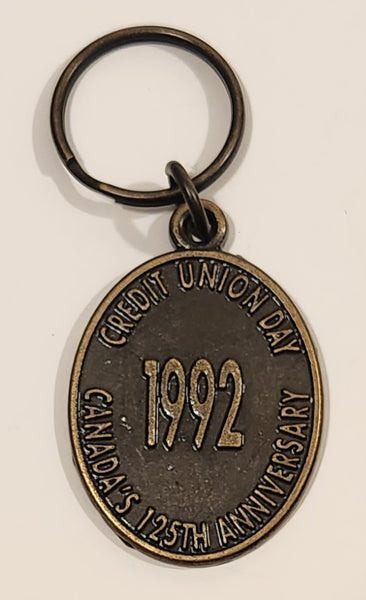 CREDIT UNION DAY
1992
CANADA'S 125TH ANNIVERSARY